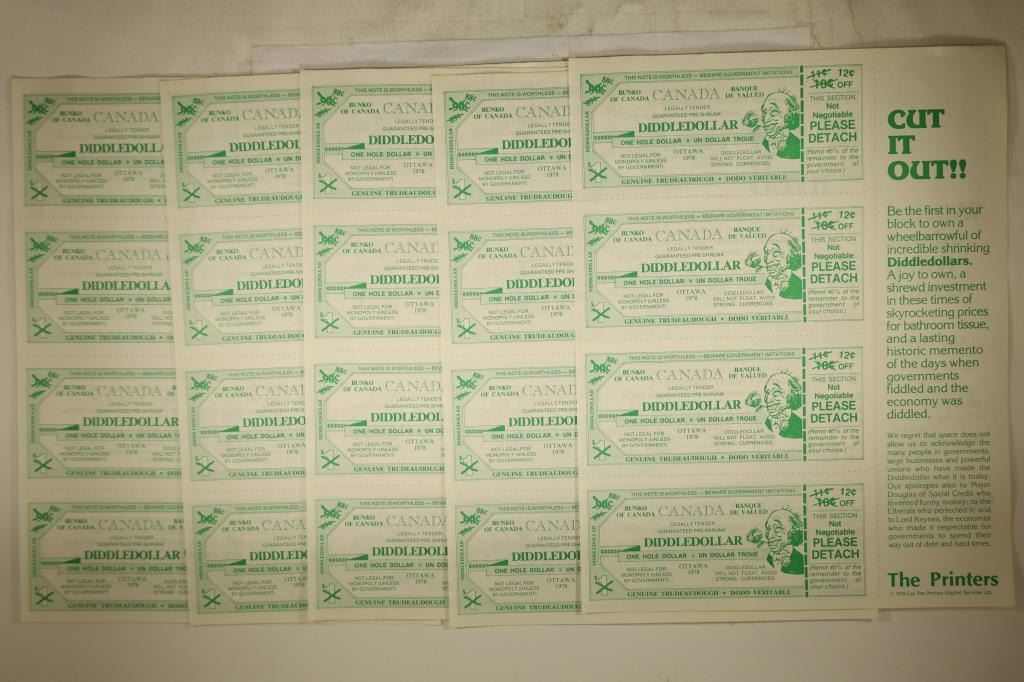 THIS NOTE IS WORTHLESS — BEWARE GOVERNMENT IMITATIONS
88¢
BUNKO
OF CANADA
CANADA
BANQUE
DE VALUED
LEGALLY TENDER
GUARANTEED PRE-SHRUNK
DIDDLEDOLLAR
ONE HOLE DOLLAR + UN DOLLAR TROUE
NOT LEGAL FOR
MONOPOLY (UNLESS
BY GOVERNMENT)
OTTAWA
1978
DIDDLEDOLLAR
WILL NOT FLOAT, AVOID
STRONG CURRENCIES.
GENUINE TRUDEAUDOUGH • DODO VERITABLE
DIDDLEDOLLAR
11¢ 12¢
10¢ OFF
THIS SECTION
Not
Negotiable
PLEASE
DETACH
(Remit 46% of the
remainder to the
government of
your choice.)
CUT
IT
OUT!!
Be the first in your
block to own a
wheelbarrowful of
incredible shrinking
Diddledollars.
A joy to own, a
shrewd investment
in these times of
skyrocketing prices
for bathroom tissue,
and a lasting
historic memento
of the days when
governments
fiddled and the
economy was
diddled.
We regret that space does not
allow us to acknowledge the
many people in governments,
large businesses and powerful
unions who have made the
Diddledollar what it is today.
Our apologies also to Major
Douglas of Social Credit who
invented funny money; to the
Liberals who perfected it; and
to Lord Keynes, the economist
who made it respectable for
governments to spend their
way out of debt and hard times.
The Printers
© 1978 Call The Printers Graphic Services Ltd.